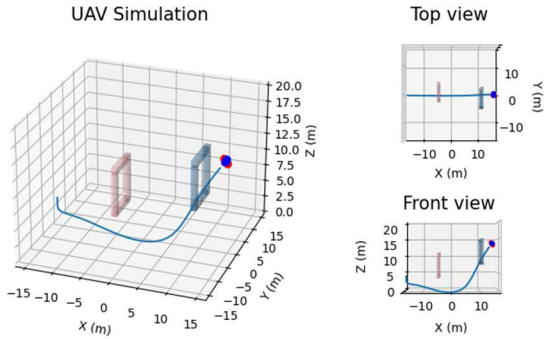 UAV Simulation
20.0
17.5
15.0
12.5
10.0
7.5
5.0
2.5
0.0
Z (m)
15
10
5
0
−5
−10
−15
Y (m)
−15 −10 −5 0 5 10 15
X (m)
Top view
10
0
−10
Y (m)
−10 0 10
X (m)
Front view
20
15
10
5
0
Z (m)
−10 0 10
X (m)